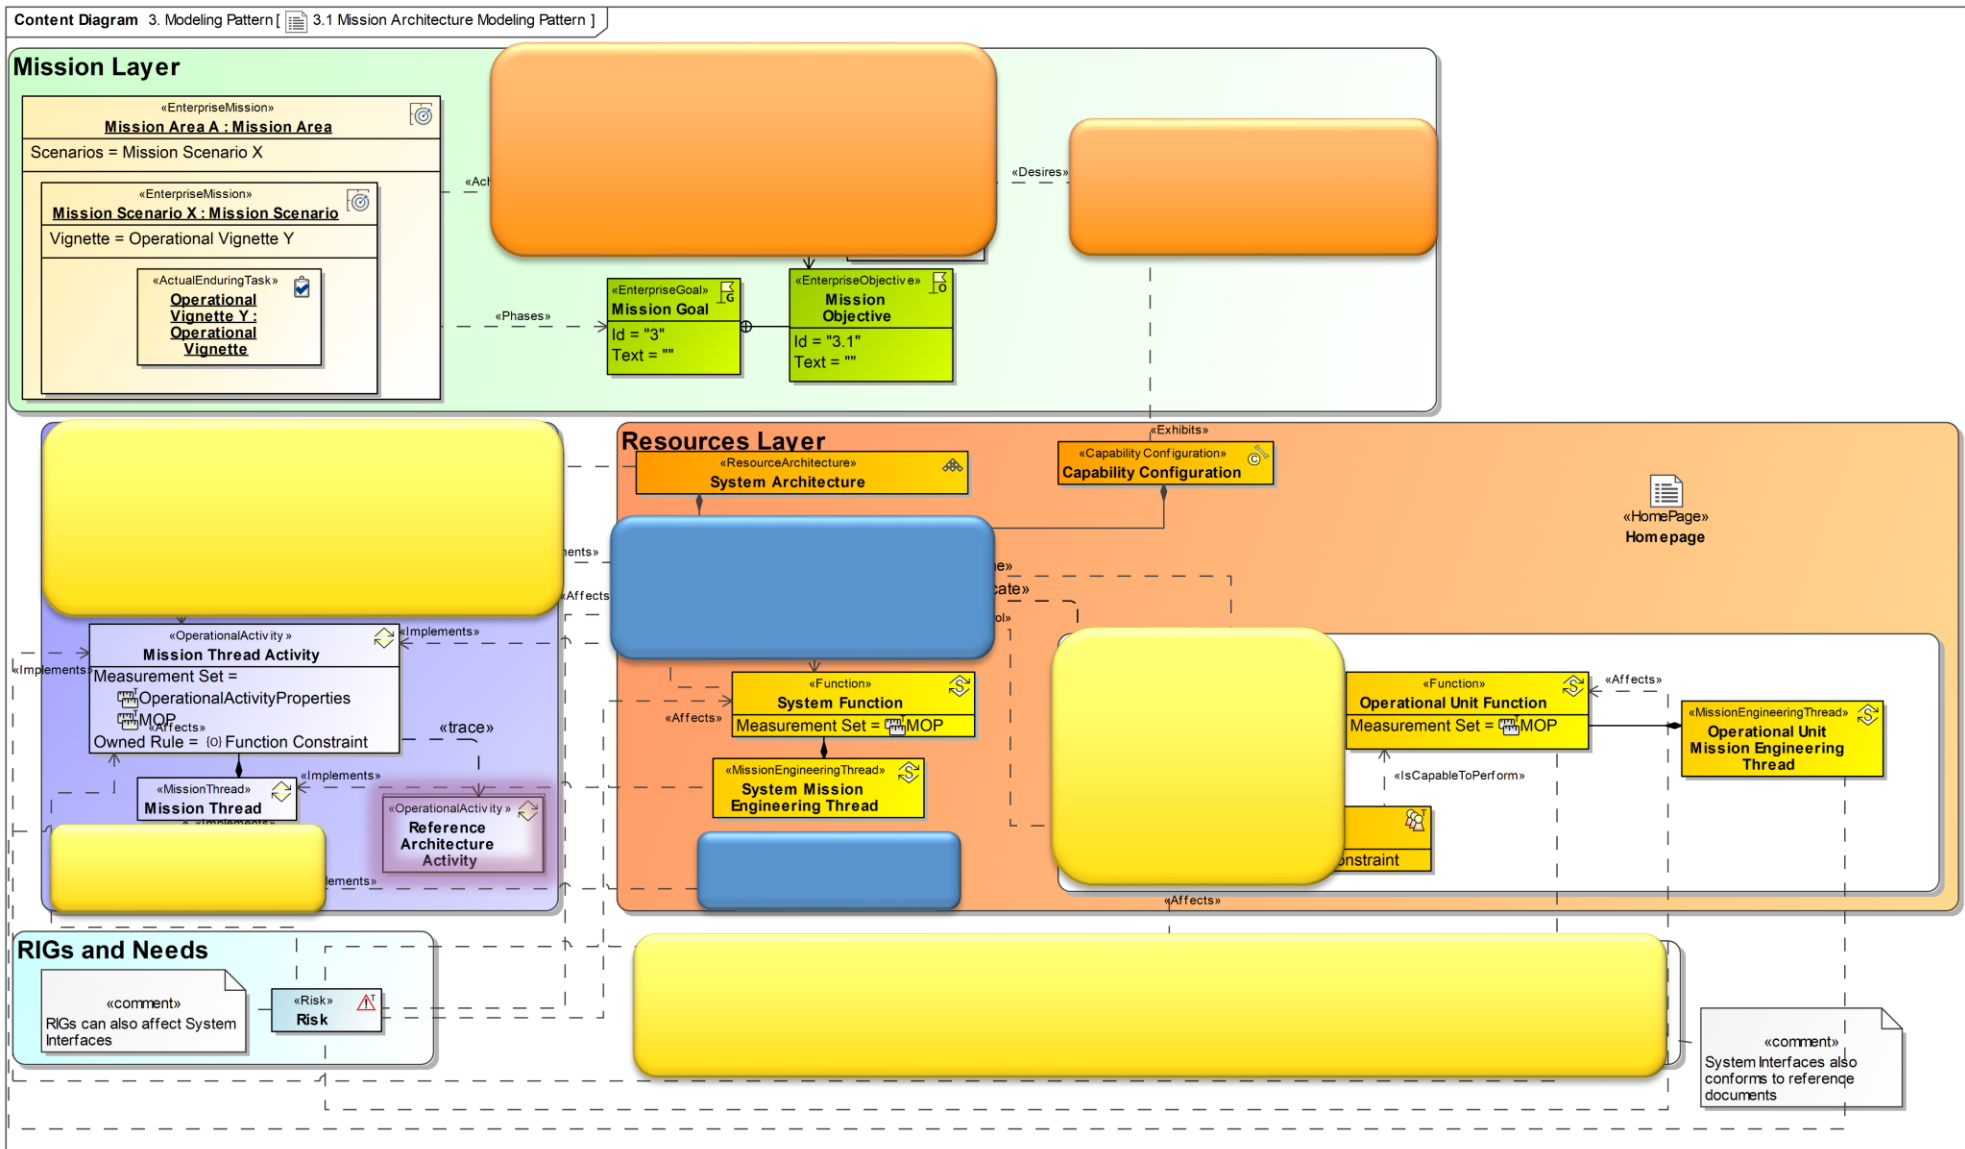 Content Diagram 3. Modeling Pattern [ 3.1 Mission Architecture Modeling Pattern ]
Mission Layer
«EnterpriseMission»
Mission Area A : Mission Area
Scenarios = Mission Scenario X
«EnterpriseMission»
Mission Scenario X : Mission Scenario
Vignette = Operational Vignette Y
«ActualEnduringTask»
Operational
Vignette Y :
Operational
Vignette
«Ach
«Desires»
«Phases»
«EnterpriseGoal»
Mission Goal
Id = "3"
Text = ""
«EnterpriseObjective»
Mission
Objective
Id = "3.1"
Text = ""
«Exhibits»
Resources Layer
«ResourceArchitecture»
System Architecture
«Capability Configuration»
Capability Configuration
«HomePage»
Homepage
ents»
«Affects
cate»
ol»
«OperationalActivity»
Mission Thread Activity
Measurement Set =
OperationalActivityProperties
MOP
«Affects»
Owned Rule = {O} Function Constraint
«Implements»
«Implements»
«trace»
«MissionThread»
Mission Thread
«Implements»
«Implements»
«OperationalActivity»
Reference
Architecture
Activity
lements»
«Function»
System Function
Measurement Set = MOP
«Affects»
«MissionEngineeringThread»
System Mission
Engineering Thread
«Function»
Operational Unit Function
Measurement Set = MOP
«Affects»
«MissionEngineeringThread»
Operational Unit
Mission Engineering
Thread
«IsCapableToPerform»
onstraint
«Affects»
RIGs and Needs
«comment»
RIGs can also affect System
Interfaces
«Risk»
Risk
«comment»
System Interfaces also
conforms to reference
documents